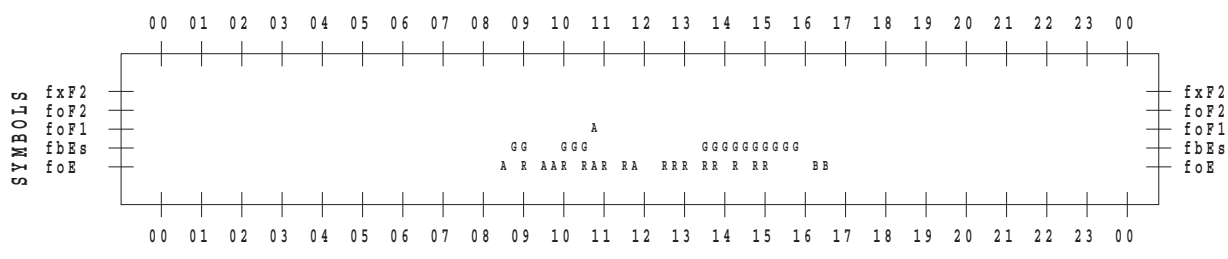 00 01 02 03 04 05 06 07 08 09 10 11 12 13 14 15 16 17 18 19 20 21 22 23 00
SYMBOLS
fxF2 fxF2
foF2 foF2
foF1 A foF1
fbEs GG GGG GGGGGGGGGG fbEs
foE A R AAR RAR RA RRR RR R RR BB foE
00 01 02 03 04 05 06 07 08 09 10 11 12 13 14 15 16 17 18 19 20 21 22 23 00